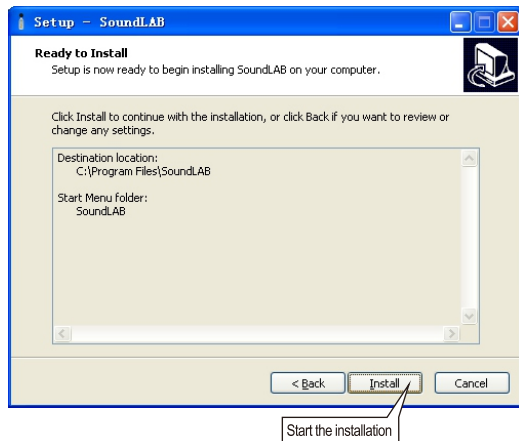 Setup - SoundLAB
Ready to Install
Setup is now ready to begin installing SoundLAB on your computer.
Click Install to continue with the installation, or click Back if you want to review or
change any settings.
Destination location:
C:\Program Files\SoundLAB
Start Menu folder:
SoundLAB
< Back
Install
Cancel
Start the installation